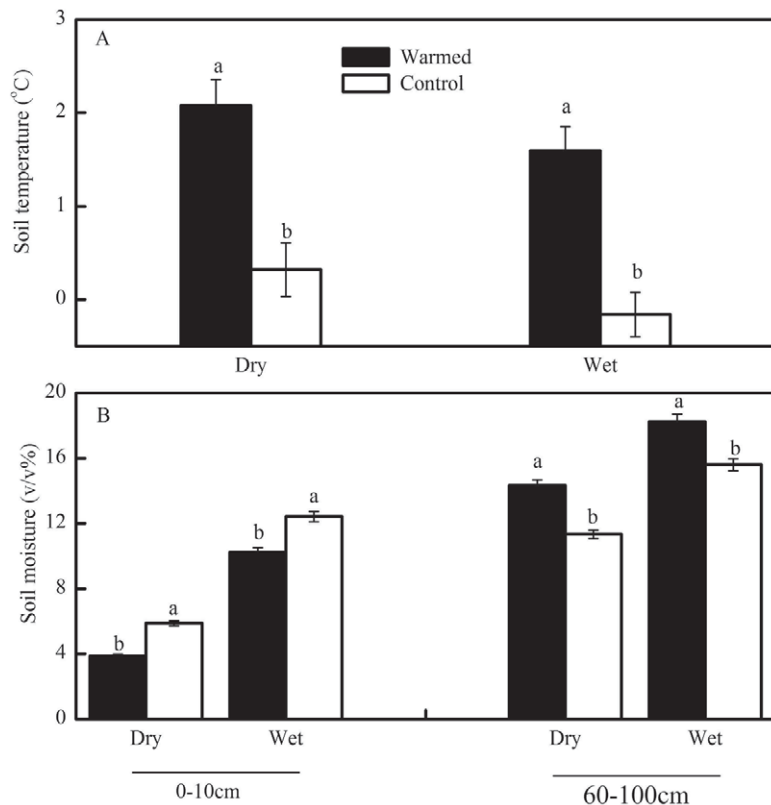 A
Warmed
Control
Soil temperature (°C)
3
2
1
0
a
b
a
b
Dry
Wet
B
Soil moisture (v/v%)
20
16
12
8
4
0
b
a
b
a
a
b
a
b
Dry
Wet
Dry
Wet
0-10cm
60-100cm